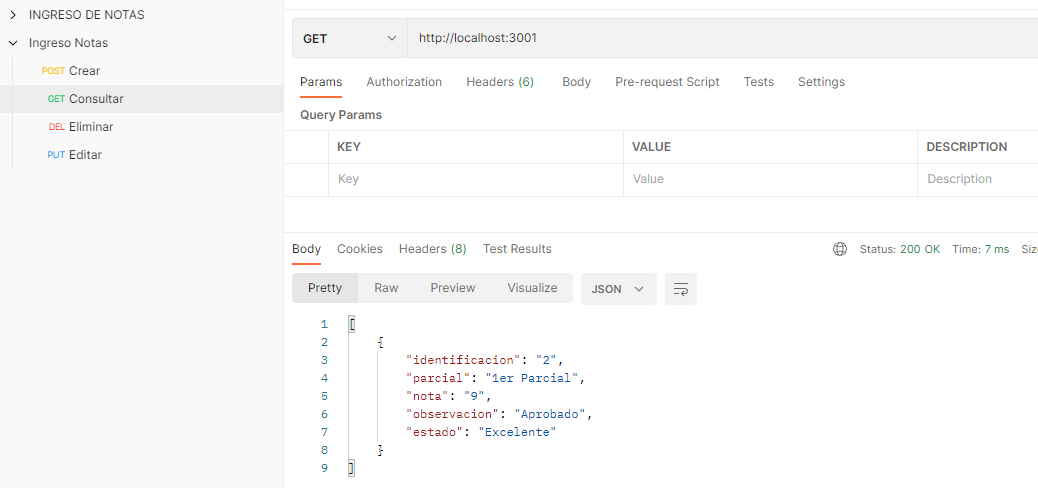 INGRESO DE NOTAS
Ingreso Notas
POST Crear
GET Consultar
DEL Eliminar
PUT Editar
GET http://localhost:3001
Params Authorization Headers (6) Body Pre-request Script Tests Settings
Query Params
KEY VALUE DESCRIPTION
Key Value Description
Body Cookies Headers (8) Test Results Status: 200 OK Time: 7 ms Siz
Pretty Raw Preview Visualize JSON
1 [
2 {
3 "identificacion": "2",
4 "parcial": "1er Parcial",
5 "nota": "9",
6 "observacion": "Aprobado",
7 "estado": "Excelente"
8 }
9 ]